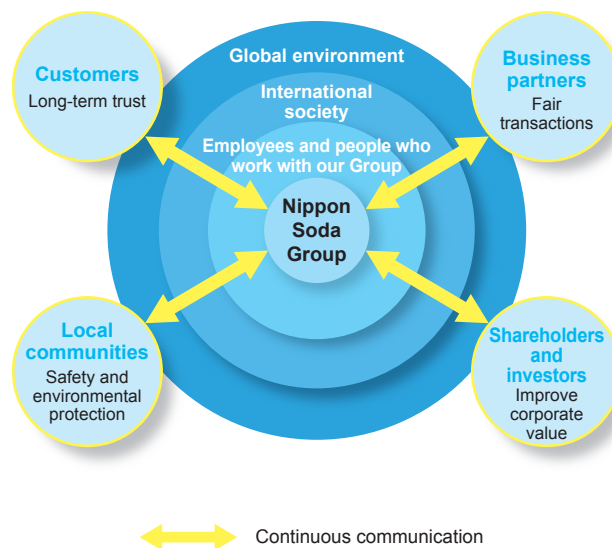 Global environment
Customers
Long-term trust
Business
partners
Fair
transactions
International
society
Employees and people who
work with our Group
Nippon
Soda
Group
Local
communities
Safety and
environmental
protection
Shareholders
and
investors
Improve
corporate
value
Continuous communication